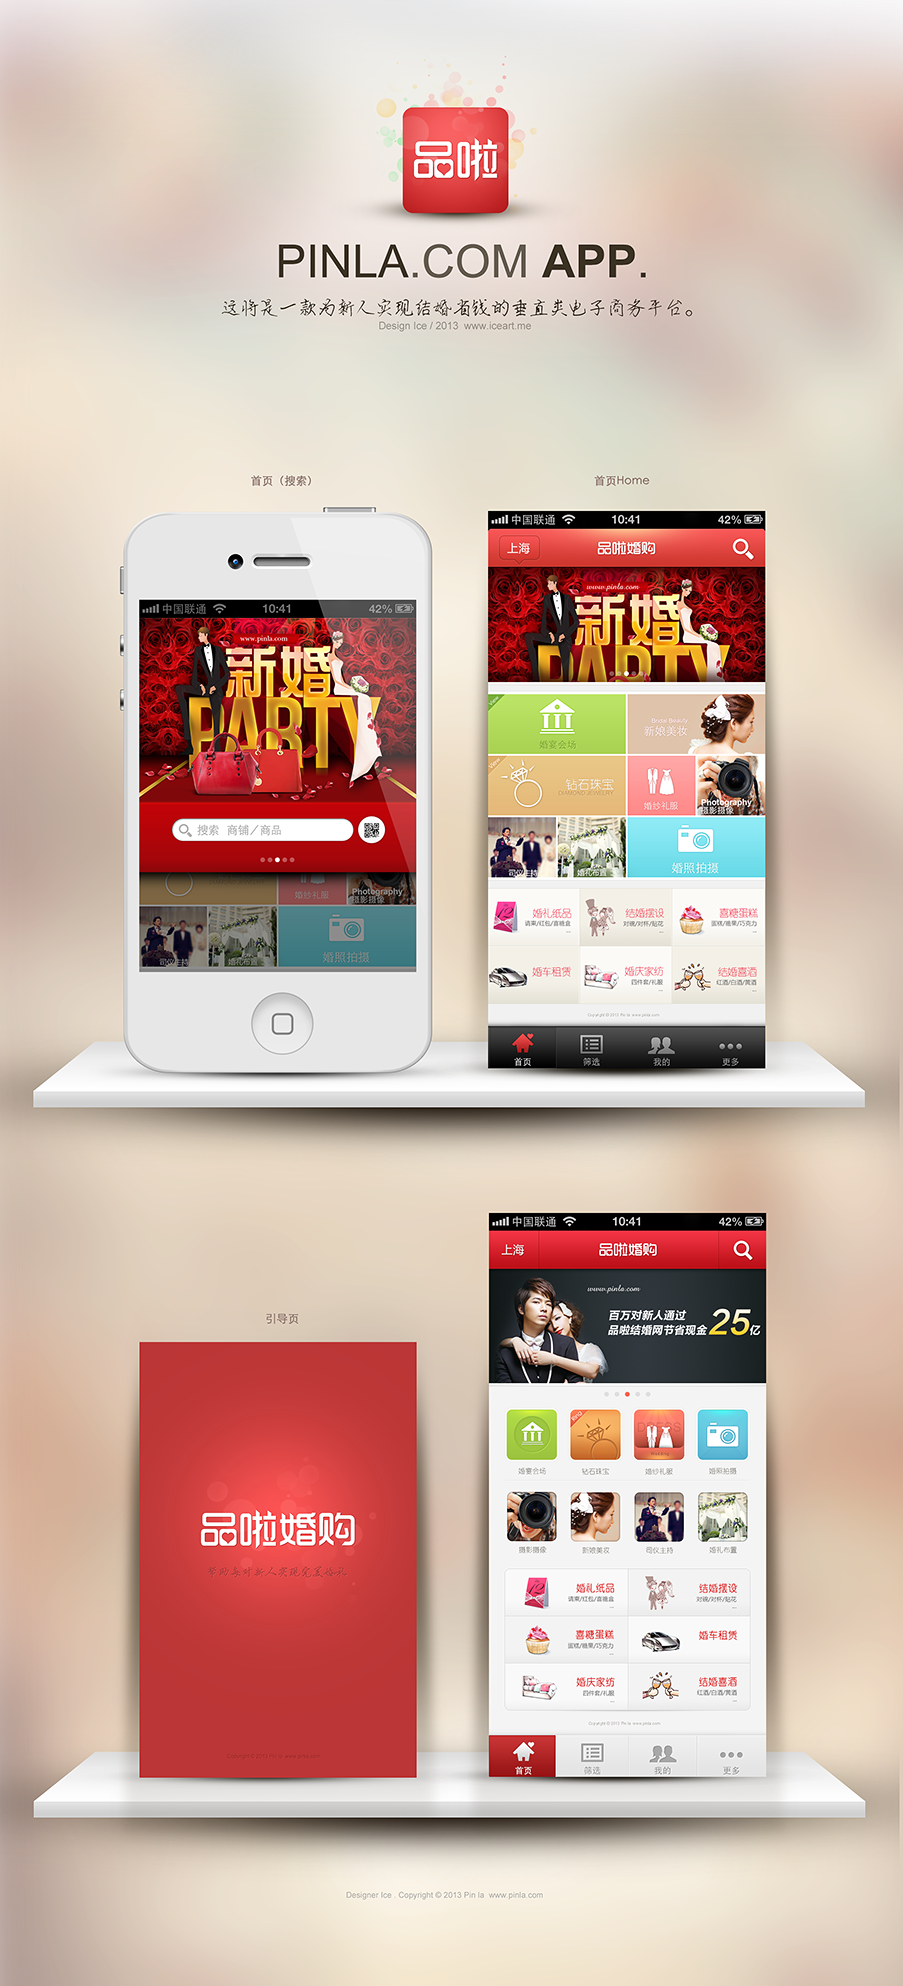 品啦
PINLA.COM APP.
这将是一款为新人实现结婚省钱的垂直类电子商务平台。
Design Ice / 2013 www.iceart.me
首页（搜索）
首页Home
中国联通 10:41 42%
www.pinla.com
新婚
PARTY
搜索 商铺／商品
婚纱礼服
Photography
摄影摄像
司仪主持
婚礼布置
婚照拍摄
中国联通 10:41 42%
上海 品啦婚购
www.pinla.com
新婚
PARTY
婚宴会场
Bridal Beauty
新娘美妆
钻石珠宝
DIAMOND JEWELRY
婚纱礼服
Photography
摄影摄像
司仪主持
婚礼布置
婚照拍摄
婚礼纸品
请柬/红包/喜糖盒
...
结婚摆设
对碗/对杯/贴花
...
喜糖蛋糕
蛋糕/糖果/巧克力
...
婚车租赁
婚庆家纺
四件套/礼服
结婚喜酒
红酒/白酒/黄酒
...
Copyright © 2013 Pin la www.pinla.com
首页 筛选 我的 更多
引导页
品啦婚购
帮助每对新人实现完美婚礼
Copyright © 2013 Pin la www.pinla.com
中国联通 10:41 42%
上海 品啦婚购
www.pinla.com
百万对新人通过
品啦结婚网节省现金25亿
婚宴会场 钻石珠宝 婚纱礼服 婚照拍摄
摄影摄像 新娘美妆 司仪主持 婚礼布置
婚礼纸品
请柬/红包/喜糖盒
...
结婚摆设
对碗/对杯/贴花
...
喜糖蛋糕
蛋糕/糖果/巧克力
...
婚车租赁
婚庆家纺
四件套/礼服
结婚喜酒
红酒/白酒/黄酒
...
Copyright © 2013 Pin la www.pinla.com
首页 筛选 我的 更多
Designer Ice . Copyright © 2013 Pin la www.pinla.com